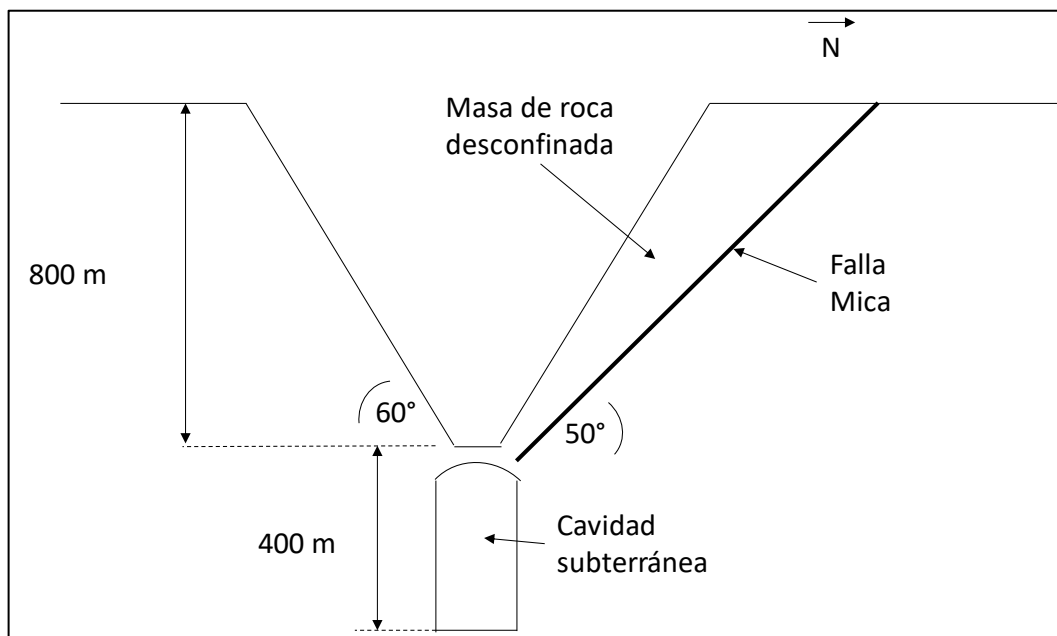 N
Masa de roca
desconfinada
800 m
Falla
Mica
60°
50°
400 m
Cavidad
subterránea